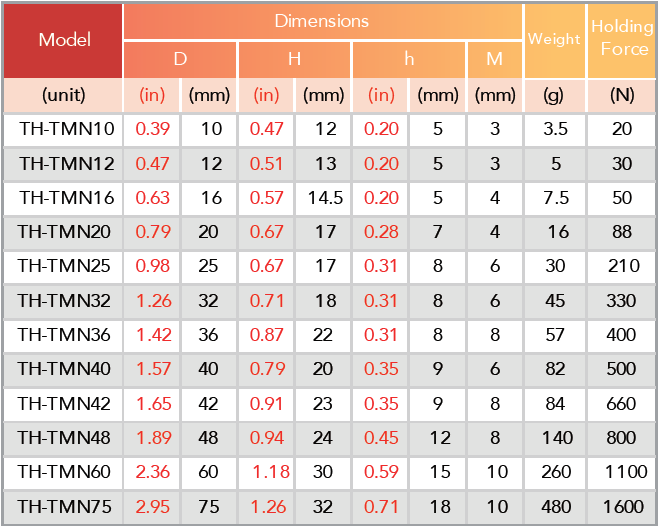 Model Dimensions Weight Holding Force
D H h M
(unit) (in) (mm) (in) (mm) (in) (mm) (mm) (g) (N)
TH-TMN10 0.39 10 0.47 12 0.20 5 3 3.5 20
TH-TMN12 0.47 12 0.51 13 0.20 5 3 5 30
TH-TMN16 0.63 16 0.57 14.5 0.20 5 4 7.5 50
TH-TMN20 0.79 20 0.67 17 0.28 7 4 16 88
TH-TMN25 0.98 25 0.67 17 0.31 8 6 30 210
TH-TMN32 1.26 32 0.71 18 0.31 8 6 45 330
TH-TMN36 1.42 36 0.87 22 0.31 8 8 57 400
TH-TMN40 1.57 40 0.79 20 0.35 9 6 82 500
TH-TMN42 1.65 42 0.91 23 0.35 9 8 84 660
TH-TMN48 1.89 48 0.94 24 0.45 12 8 140 800
TH-TMN60 2.36 60 1.18 30 0.59 15 10 260 1100
TH-TMN75 2.95 75 1.26 32 0.71 18 10 480 1600